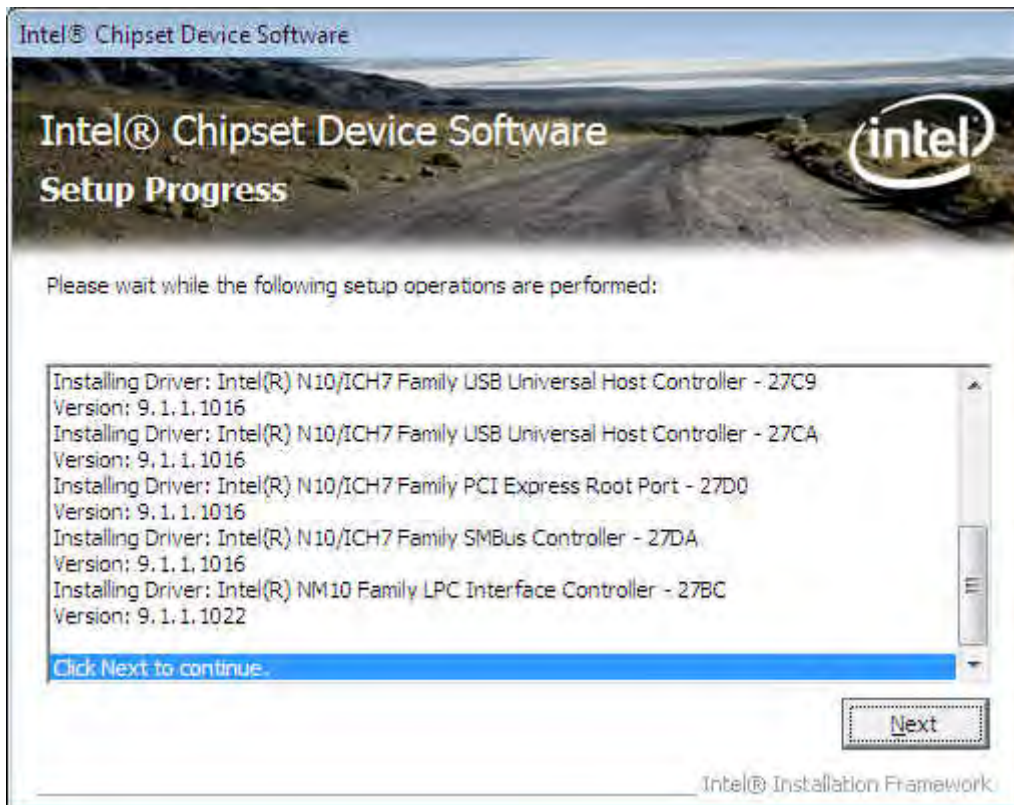 Intel® Chipset Device Software
Intel® Chipset Device Software
intel
Setup Progress
Please wait while the following setup operations are performed:
Installing Driver: Intel(R) N10/ICH7 Family USB Universal Host Controller - 27C9
Version: 9.1.1.1016
Installing Driver: Intel(R) N10/ICH7 Family USB Universal Host Controller - 27CA
Version: 9.1.1.1016
Installing Driver: Intel(R) N10/ICH7 Family PCI Express Root Port - 27D0
Version: 9.1.1.1016
Installing Driver: Intel(R) N10/ICH7 Family SMBus Controller - 27DA
Version: 9.1.1.1016
Installing Driver: Intel(R) NM10 Family LPC Interface Controller - 27BC
Version: 9.1.1.1022
Click Next to continue.
Next
Intel® Installation Framework